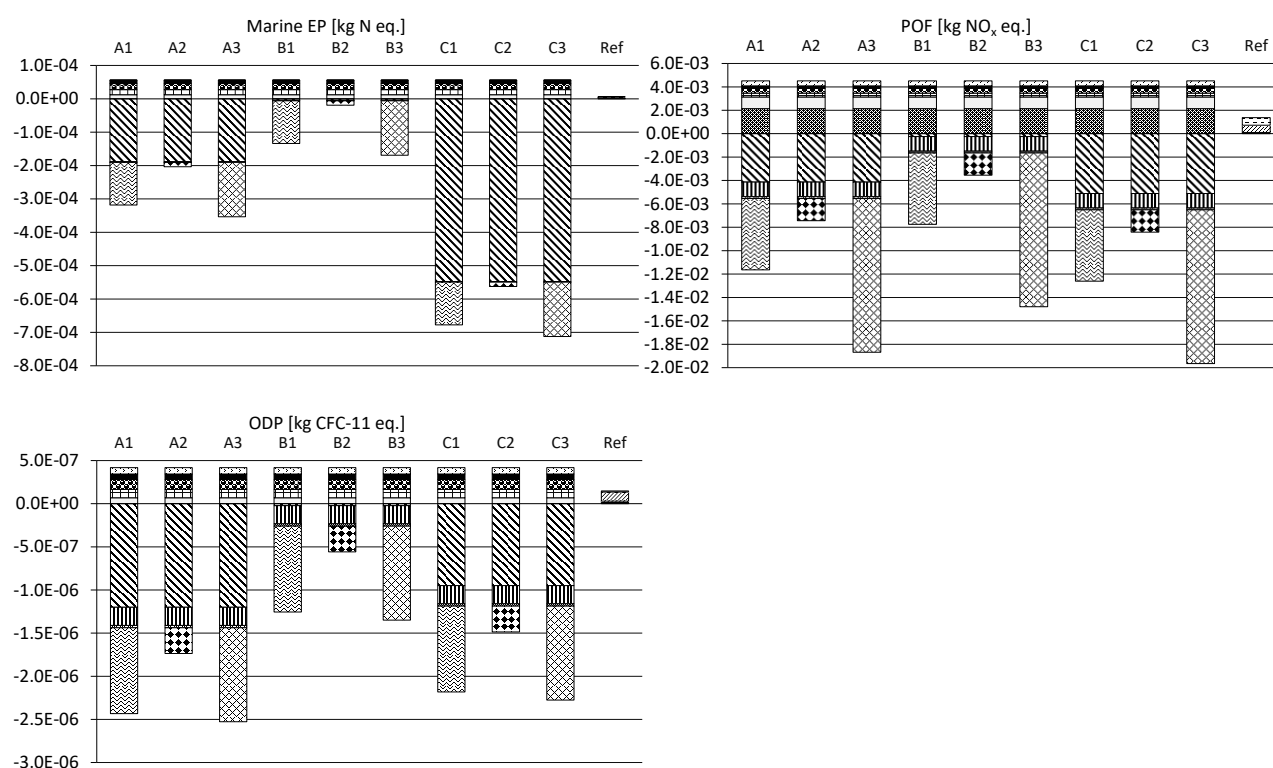 Marine EP [kg N eq.]
A1 A2 A3 B1 B2 B3 C1 C2 C3 Ref
1.0E-04
0.0E+00
-1.0E-04
-2.0E-04
-3.0E-04
-4.0E-04
-5.0E-04
-6.0E-04
-7.0E-04
-8.0E-04
POF [kg NOx eq.]
A1 A2 A3 B1 B2 B3 C1 C2 C3 Ref
6.0E-03
4.0E-03
2.0E-03
0.0E+00
-2.0E-03
-4.0E-03
-6.0E-03
-8.0E-03
-1.0E-02
-1.2E-02
-1.4E-02
-1.6E-02
-1.8E-02
-2.0E-02
ODP [kg CFC-11 eq.]
A1 A2 A3 B1 B2 B3 C1 C2 C3 Ref
5.0E-07
0.0E+00
-5.0E-07
-1.0E-06
-1.5E-06
-2.0E-06
-2.5E-06
-3.0E-06